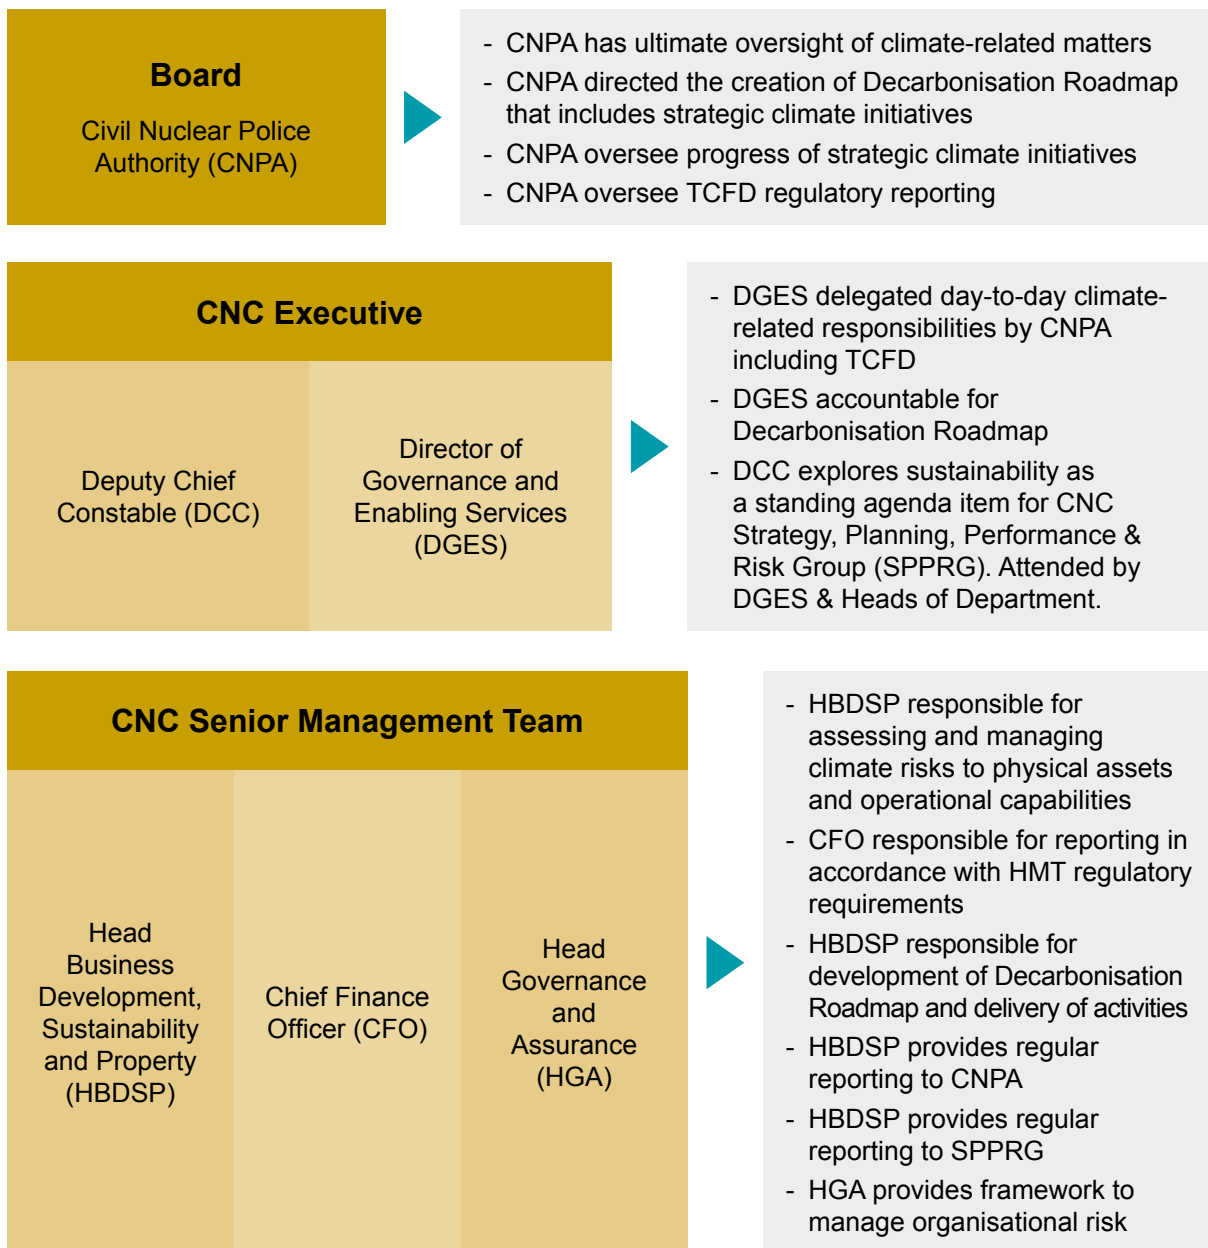 Board
Civil Nuclear Police
Authority (CNPA)
- CNPA has ultimate oversight of climate-related matters
- CNPA directed the creation of Decarbonisation Roadmap
that includes strategic climate initiatives
- CNPA oversee progress of strategic climate initiatives
- CNPA oversee TCFD regulatory reporting
CNC Executive
Deputy Chief
Constable (DCC)
Director of
Governance and
Enabling Services
(DGES)
- DGES delegated day-to-day climate-
related responsibilities by CNPA
including TCFD
- DGES accountable for
Decarbonisation Roadmap
- DCC explores sustainability as
a standing agenda item for CNC
Strategy, Planning, Performance &
Risk Group (SPPRG). Attended by
DGES & Heads of Department.
CNC Senior Management Team
Head
Business
Development,
Sustainability
and Property
(HBDSP)
Chief Finance
Officer (CFO)
Head
Governance
and
Assurance
(HGA)
- HBDSP responsible for
assessing and managing
climate risks to physical assets
and operational capabilities
- CFO responsible for reporting in
accordance with HMT regulatory
requirements
- HBDSP responsible for
development of Decarbonisation
Roadmap and delivery of activities
- HBDSP provides regular
reporting to CNPA
- HBDSP provides regular
reporting to SPPRG
- HGA provides framework to
manage organisational risk